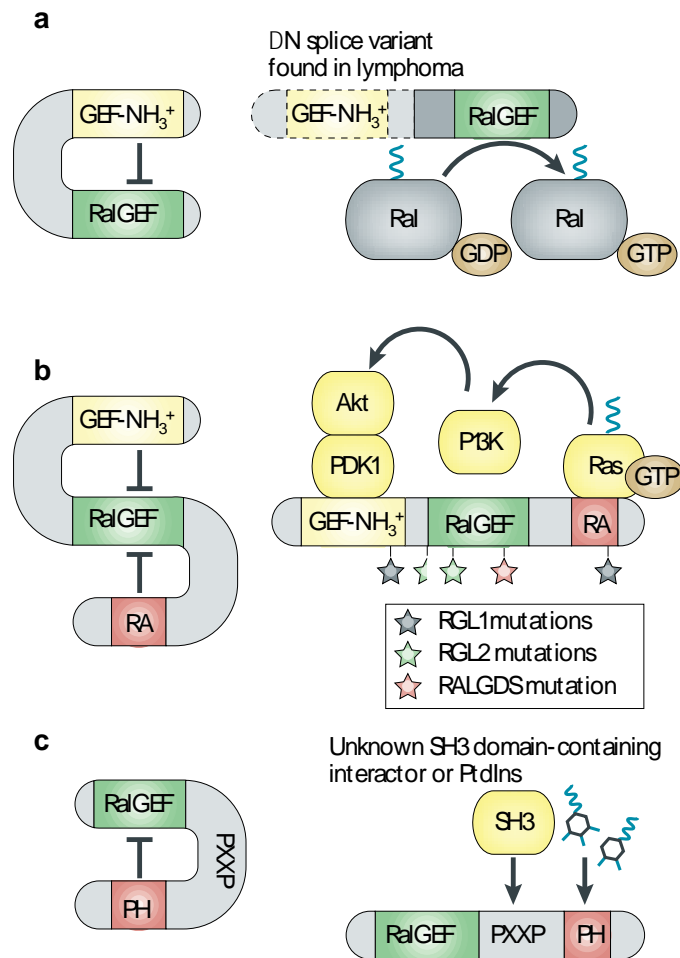 a
DN splice variant
found in lymphoma
GEF-NH3+
RalGEF
GEF-NH3+
RalGEF
Ral
GDP
Ral
GTP
b
GEF-NH3+
RalGEF
RA
Akt
PDK1
P13K
Ras
GTP
GEF-NH3+
RalGEF
RA
RGL1 mutations
RGL2 mutations
RALGDS mutation
c
RalGEF
PXXP
PH
Unknown SH3 domain-containing
interactor or PtdIns
SH3
RalGEF
PXXP
PH